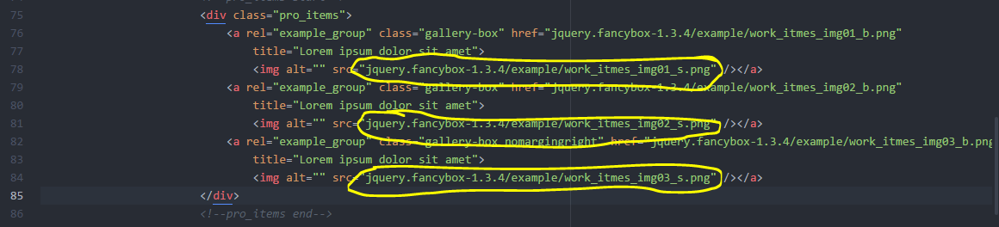 75 <div class="pro_items">
76 <a rel="example_group" class="gallery-box" href="jquery.fancybox-1.3.4/example/work_itmes_img01_b.png"
77 title="Lorem ipsum dolor sit amet">
78 <img alt="" src="jquery.fancybox-1.3.4/example/work_itmes_img01_s.png" /></a>
79 <a rel="example_group" class="gallery-box" href="jquery.fancybox-1.3.4/example/work_itmes_img02_b.png"
80 title="Lorem ipsum dolor sit amet">
81 <img alt="" src="jquery.fancybox-1.3.4/example/work_itmes_img02_s.png" /></a>
82 <a rel="example_group" class="gallery-box nomargingright" href="jquery.fancybox-1.3.4/example/work_itmes_img03_b.png
83 title="Lorem ipsum dolor sit amet">
84 <img alt="" src="jquery.fancybox-1.3.4/example/work_itmes_img03_s.png" /></a>
85 </div>
86 <!--pro_items end-->